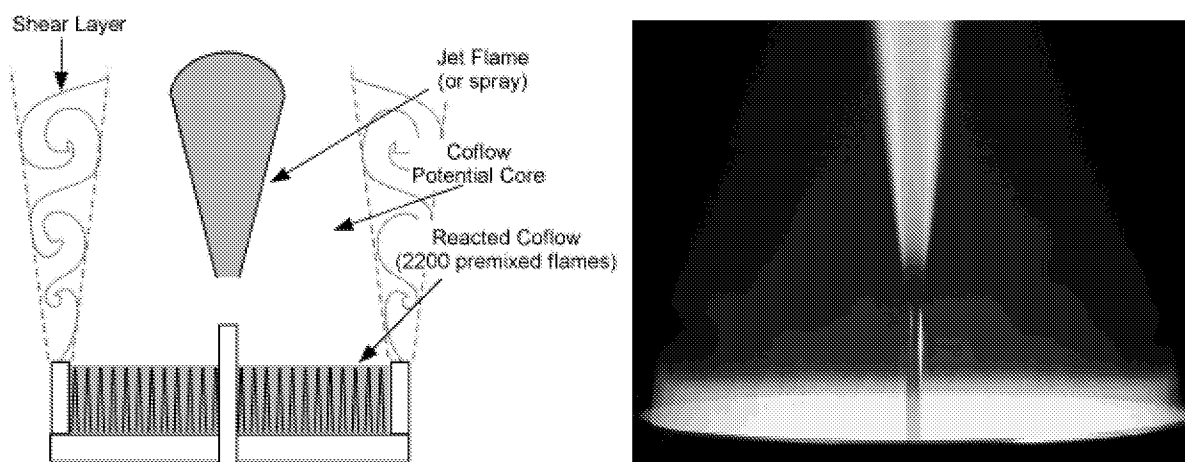 Shear Layer
Jet Flame
(or spray)
Coflow
Potential Core
Reacted Coflow
(2200 premixed flames)